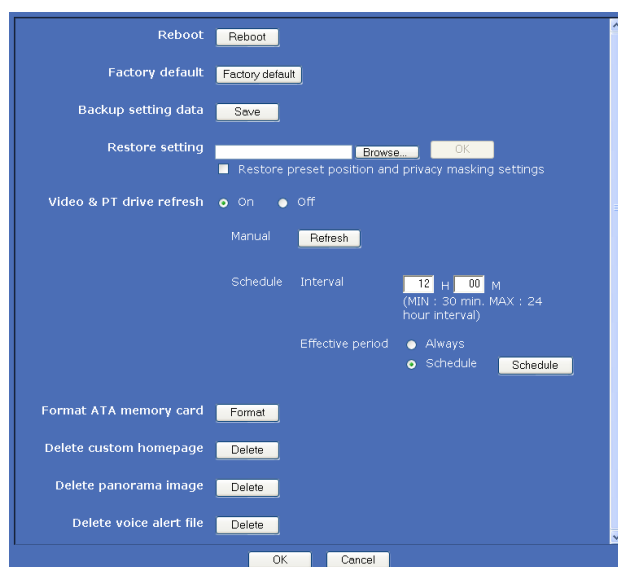 Reboot Reboot
Factory default Factory default
Backup setting data Save
Restore setting Browse... OK
Restore preset position and privacy masking settings
Video & PT drive refresh On Off
Manual Refresh
Schedule Interval 12 H 00 M
(MIN : 30 min. MAX : 24
hour interval)
Effective period Always
Schedule Schedule
Format ATA memory card Format
Delete custom homepage Delete
Delete panorama image Delete
Delete voice alert file Delete
OK Cancel